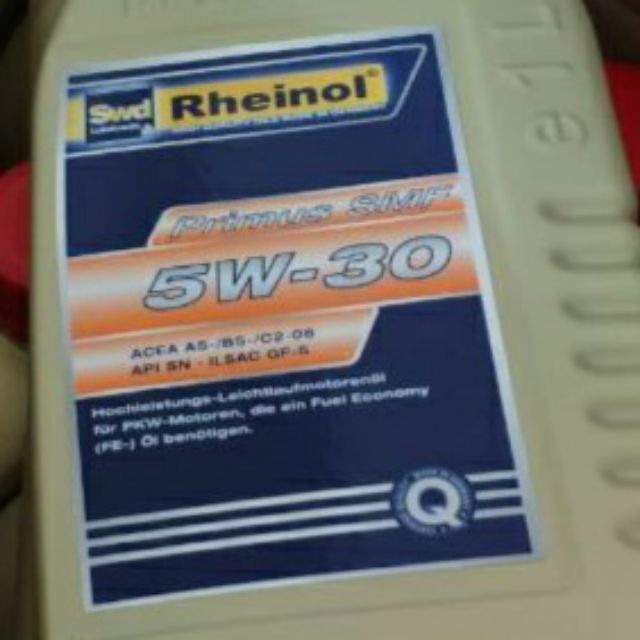 e 1L
Swd
Rheinol®
Primus SMF
5W-30
ACEA A5-/B5-/C2-08
API SN - ILSAC GF-5
Hochleistungs-Leichtlaufmotorenöl
für PKW-Motoren, die ein Fuel Economy
(FE-) Öl benötigen.
Q